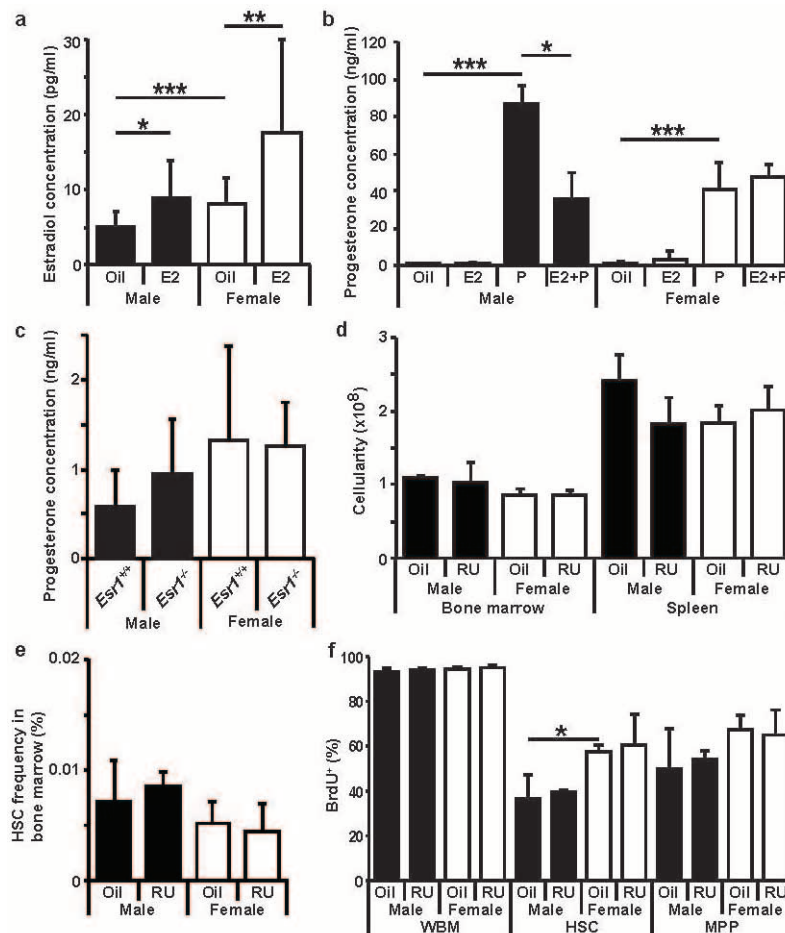 a
Estradiol concentration (pg/ml)
30
20
10
0
*
***
**
Oil E2 Oil E2
Male Female
b
Progesterone concentration (ng/ml)
120
100
80
60
40
20
0
***
*
***
Oil E2 P E2+P Oil E2 P E2+P
Male Female
c
Progesterone concentration (ng/ml)
2
1
0
Esr1+/+ Esr1-/- Esr1+/+ Esr1-/-
Male Female
d
Cellularity (x10⁸)
3
2
1
0
Oil RU Oil RU Oil RU Oil RU
Male Female Male Female
Bone marrow Spleen
e
HSC frequency in
bone marrow (%)
0.02
0.01
0
Oil RU Oil RU
Male Female
f
BrdU⁺ (%)
100
80
60
40
20
0
*
Oil RU Oil RU Oil RU Oil RU Oil RU Oil RU
Male Female Male Female Male Female
WBM HSC MPP